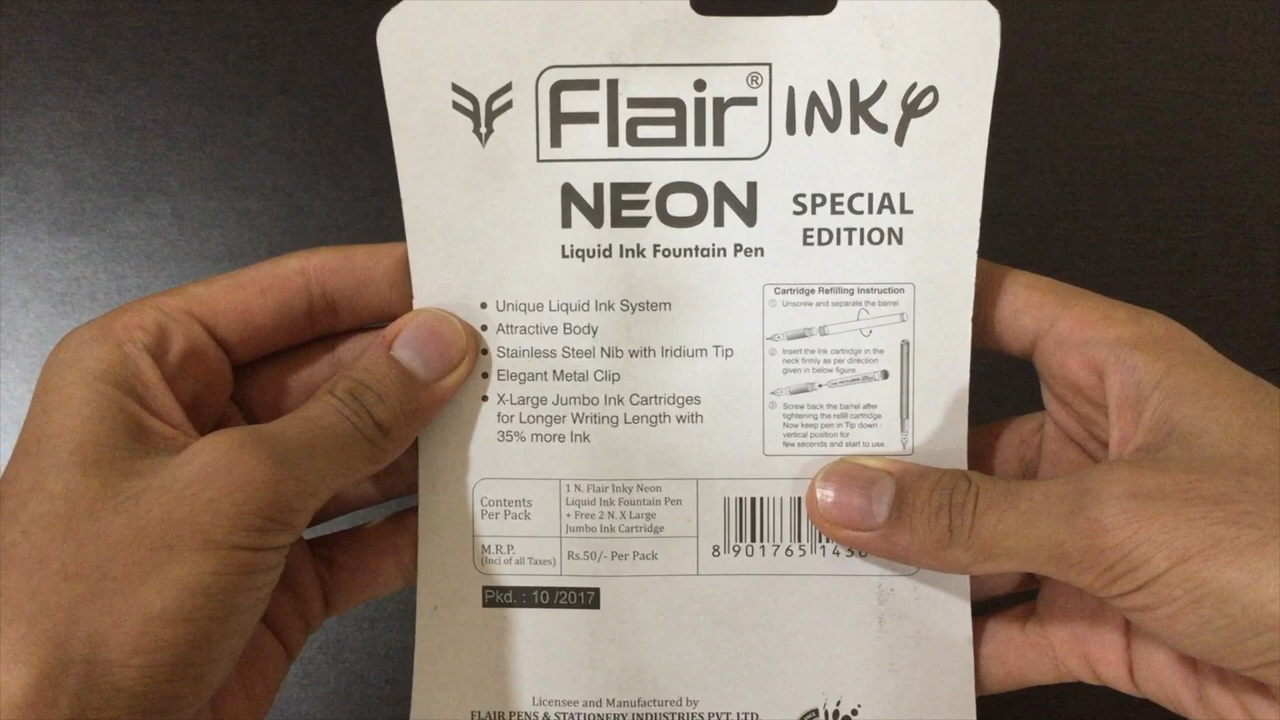 Flair® INKY
NEON SPECIAL
EDITION
Liquid Ink Fountain Pen
• Unique Liquid Ink System
• Attractive Body
• Stainless Steel Nib with Iridium Tip
• Elegant Metal Clip
• X-Large Jumbo Ink Cartridges
for Longer Writing Length with
35% more Ink
Cartridge Refilling Instruction
① Unscrew and separate the barrel
② Insert the Ink cartridge in the
neck firmly as per direction
given in below figure.
③ Screw back the barrel after
tightening the refill cartridge.
Now keep pen in Tip down -
vertical position for
few seconds and start to use.
Contents
Per Pack
1 N. Flair Inky Neon
Liquid Ink Fountain Pen
+ Free 2 N. X Large
Jumbo Ink Cartridge
M.R.P.
(Incl of all Taxes)
Rs.50/- Per Pack
8 901765 143
Pkd. : 10 /2017
Licensee and Manufactured by
FLAIR PENS & STATIONERY INDUSTRIES PVT. LTD.